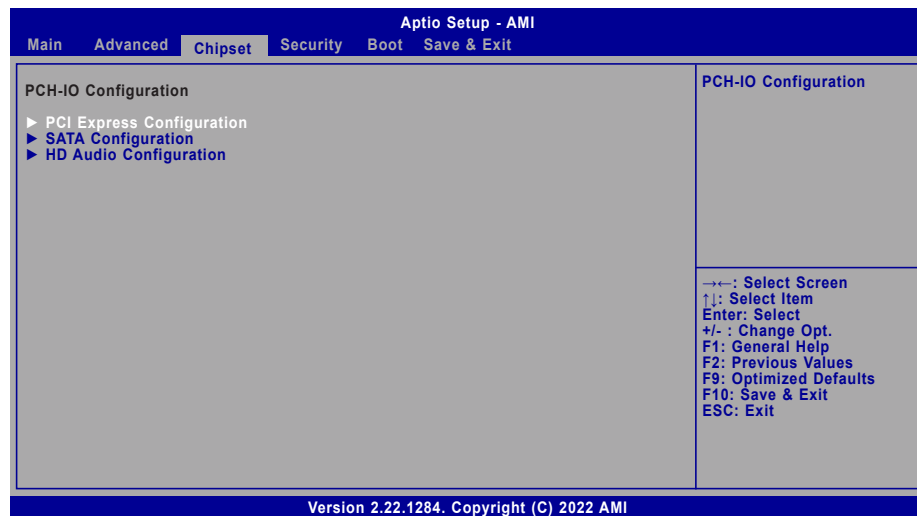 Aptio Setup - AMI
Main Advanced Chipset Security Boot Save & Exit
PCH-IO Configuration
► PCI Express Configuration
► SATA Configuration
► HD Audio Configuration
PCH-IO Configuration
→←: Select Screen
↑↓: Select Item
Enter: Select
+/- : Change Opt.
F1: General Help
F2: Previous Values
F9: Optimized Defaults
F10: Save & Exit
ESC: Exit
Version 2.22.1284. Copyright (C) 2022 AMI